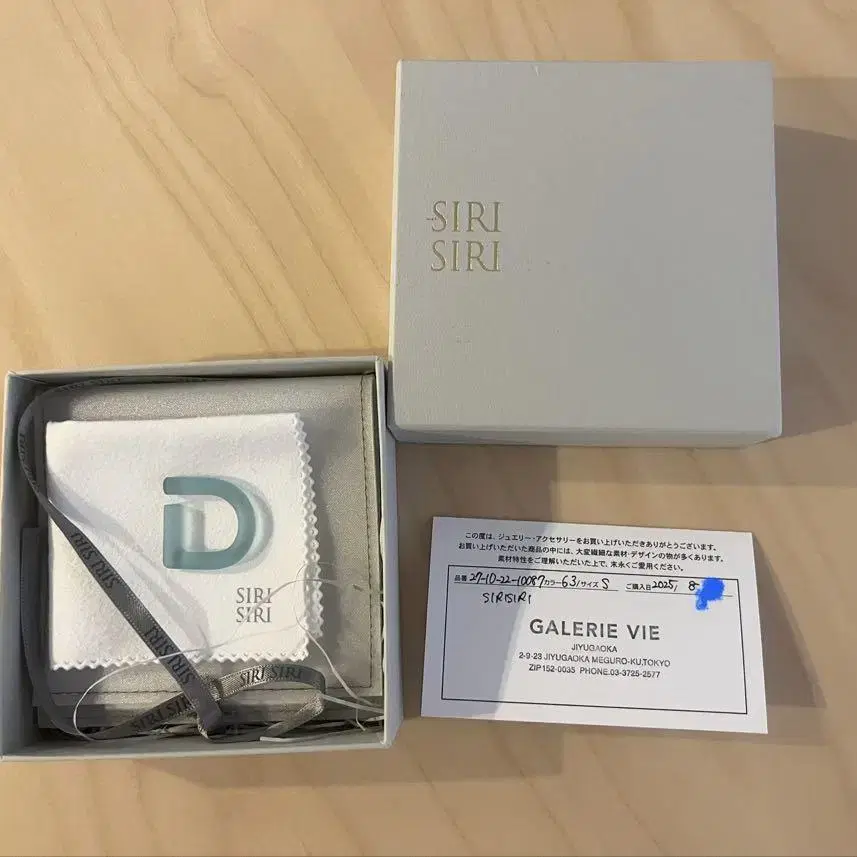 SIRI
SIRI
SIRI
SIRI
SIRI SIRI
SIRI SIRI
SIRI SIRI
SIRI SIRI
この度は、ジュエリー・アクセサリーをお買い上げいただきありがとうございます。
お買い上げいただいた商品の中には、大変繊細な素材・デザインの物が多くあります。
素材特性をご理解いただいた上で、末永くご愛用ください。
品番 27-10-22-10087 カラー 63 / サイズ S ご購入日 2025, 8-
SIRISIRI
GALERIE VIE
JIYUGAOKA
2-9-23 JIYUGAOKA MEGURO-KU,TOKYO
ZIP152-0035 PHONE.03-3725-2577